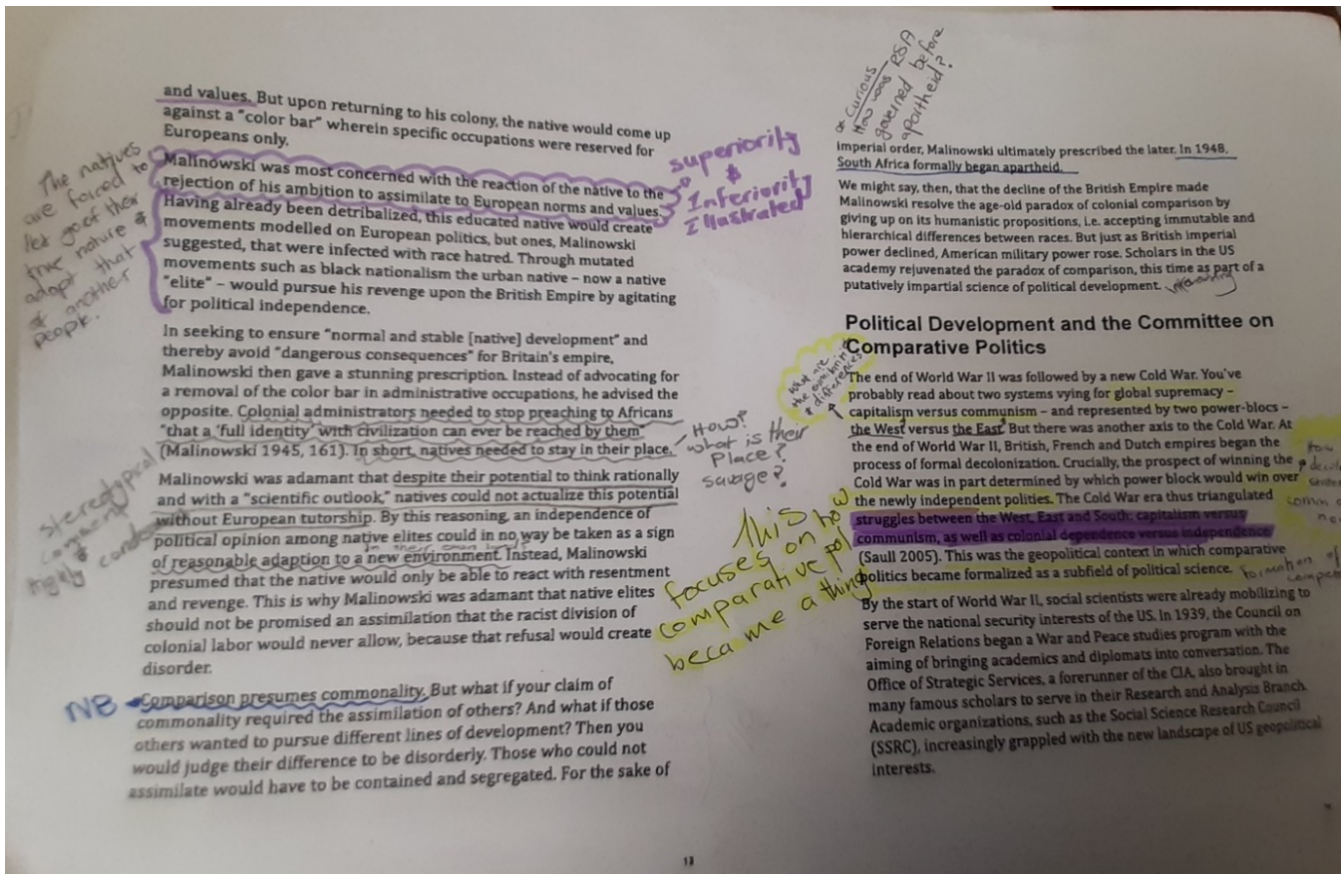 and values. But upon returning to his colony, the native would come up
against a "color bar" wherein specific occupations were reserved for
Europeans only.
Malinowski was most concerned with the reaction of the native to the
rejection of his ambition to assimilate to European norms and values.
Having already been detribalized, this educated native would create
movements modelled on European politics, but ones, Malinowski
suggested, that were infected with race hatred. Through mutated
movements such as black nationalism the urban native – now a native
"elite" – would pursue his revenge upon the British Empire by agitating
for political independence.
The natives
are forced to
let go of their
true nature &
adopt that
of another
people.
superiority
&
Inferiority
Illastrated
In seeking to ensure "normal and stable [native] development" and
thereby avoid "dangerous consequences" for Britain's empire,
Malinowski then gave a stunning prescription. Instead of advocating for
a removal of the color bar in administrative occupations, he advised the
opposite. Colonial administrators needed to stop preaching to Africans
"that a 'full identity' with civilization can ever be reached by them"
(Malinowski 1945, 161). In short, natives needed to stay in their place.
How?
what is their
Place?
savage?
Malinowski was adamant that despite their potential to think rationally
and with a "scientific outlook," natives could not actualize this potential
without European tutorship. By this reasoning, an independence of
political opinion among native elites could in no way be taken as a sign
of reasonable adaption to a new environment. Instead, Malinowski
presumed that the native would only be able to react with resentment
and revenge. This is why Malinowski was adamant that native elites
should not be promised an assimilation that the racist division of
colonial labor would never allow, because that refusal would create
disorder.
stereotypical
comment
&
highly
NB
Comparison presumes commonality. But what if your claim of
commonality required the assimilation of others? And what if those
others wanted to pursue different lines of development? Then you
would judge their difference to be disorderly. Those who could not
assimilate would have to be contained and segregated. For the sake of
13
Curious
How was RSA
governed before
apartheid?
imperial order, Malinowski ultimately prescribed the later. In 1948,
South Africa formally began apartheid.
We might say, then, that the decline of the British Empire made
Malinowski resolve the age-old paradox of colonial comparison by
giving up on its humanistic propositions, i.e. accepting immutable and
hierarchical differences between races. But just as British imperial
power declined, American military power rose. Scholars in the US
academy rejuvenated the paradox of comparison, this time as part of a
putatively impartial science of political development.
Political Development and the Committee on
Comparative Politics
what are
the
differences
The end of World War II was followed by a new Cold War. You've
probably read about two systems vying for global supremacy –
capitalism versus communism – and represented by two power-blocs –
the West versus the East. But there was another axis to the Cold War. At
the end of World War II, British, French and Dutch empires began the
process of formal decolonization. Crucially, the prospect of winning the
Cold War was in part determined by which power block would win over
the newly independent polities. The Cold War era thus triangulated
struggles between the West, East and South: capitalism versus
communism, as well as colonial dependence versus independence
(Saull 2005). This was the geopolitical context in which comparative
politics became formalized as a subfield of political science.
formation of
This
focuses on how
comparative pol
became a thing
By the start of World War II, social scientists were already mobilizing to
serve the national security interests of the US. In 1939, the Council on
Foreign Relations began a War and Peace studies program with the
aiming of bringing academics and diplomats into conversation. The
Office of Strategic Services, a forerunner of the CIA, also brought in
many famous scholars to serve in their Research and Analysis Branch.
Academic organizations, such as the Social Science Research Council
(SSRC), increasingly grappled with the new landscape of US geopolitical
interests.